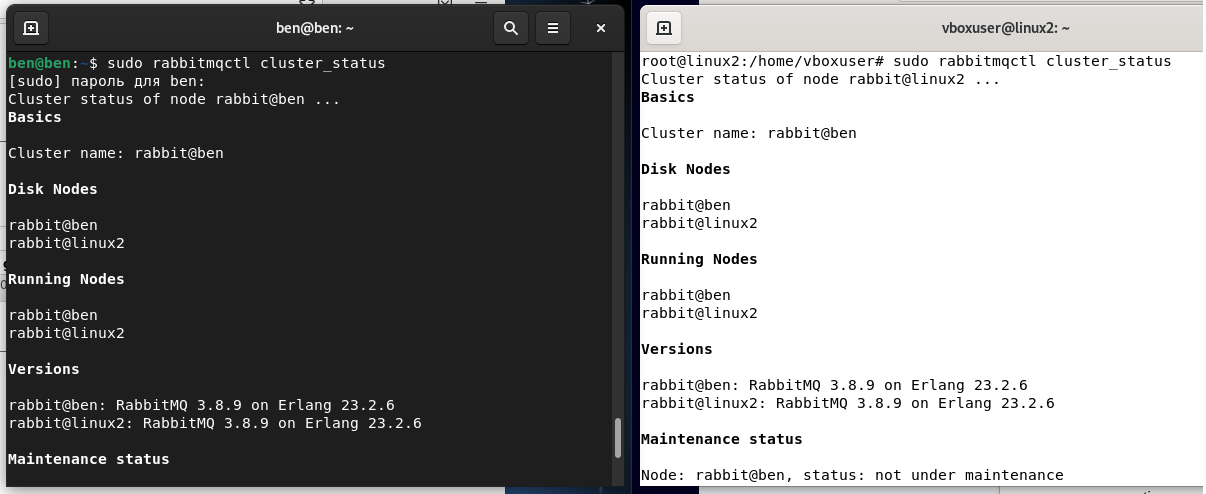 ben@ben: ~
ben@ben:~$ sudo rabbitmqctl cluster_status
[sudo] пароль для ben:
Cluster status of node rabbit@ben ...
Basics
Cluster name: rabbit@ben
Disk Nodes
rabbit@ben
rabbit@linux2
Running Nodes
rabbit@ben
rabbit@linux2
Versions
rabbit@ben: RabbitMQ 3.8.9 on Erlang 23.2.6
rabbit@linux2: RabbitMQ 3.8.9 on Erlang 23.2.6
Maintenance status
vboxuser@linux2: ~
root@linux2:/home/vboxuser# sudo rabbitmqctl cluster_status
Cluster status of node rabbit@linux2 ...
Basics
Cluster name: rabbit@ben
Disk Nodes
rabbit@ben
rabbit@linux2
Running Nodes
rabbit@ben
rabbit@linux2
Versions
rabbit@ben: RabbitMQ 3.8.9 on Erlang 23.2.6
rabbit@linux2: RabbitMQ 3.8.9 on Erlang 23.2.6
Maintenance status
Node: rabbit@ben, status: not under maintenance